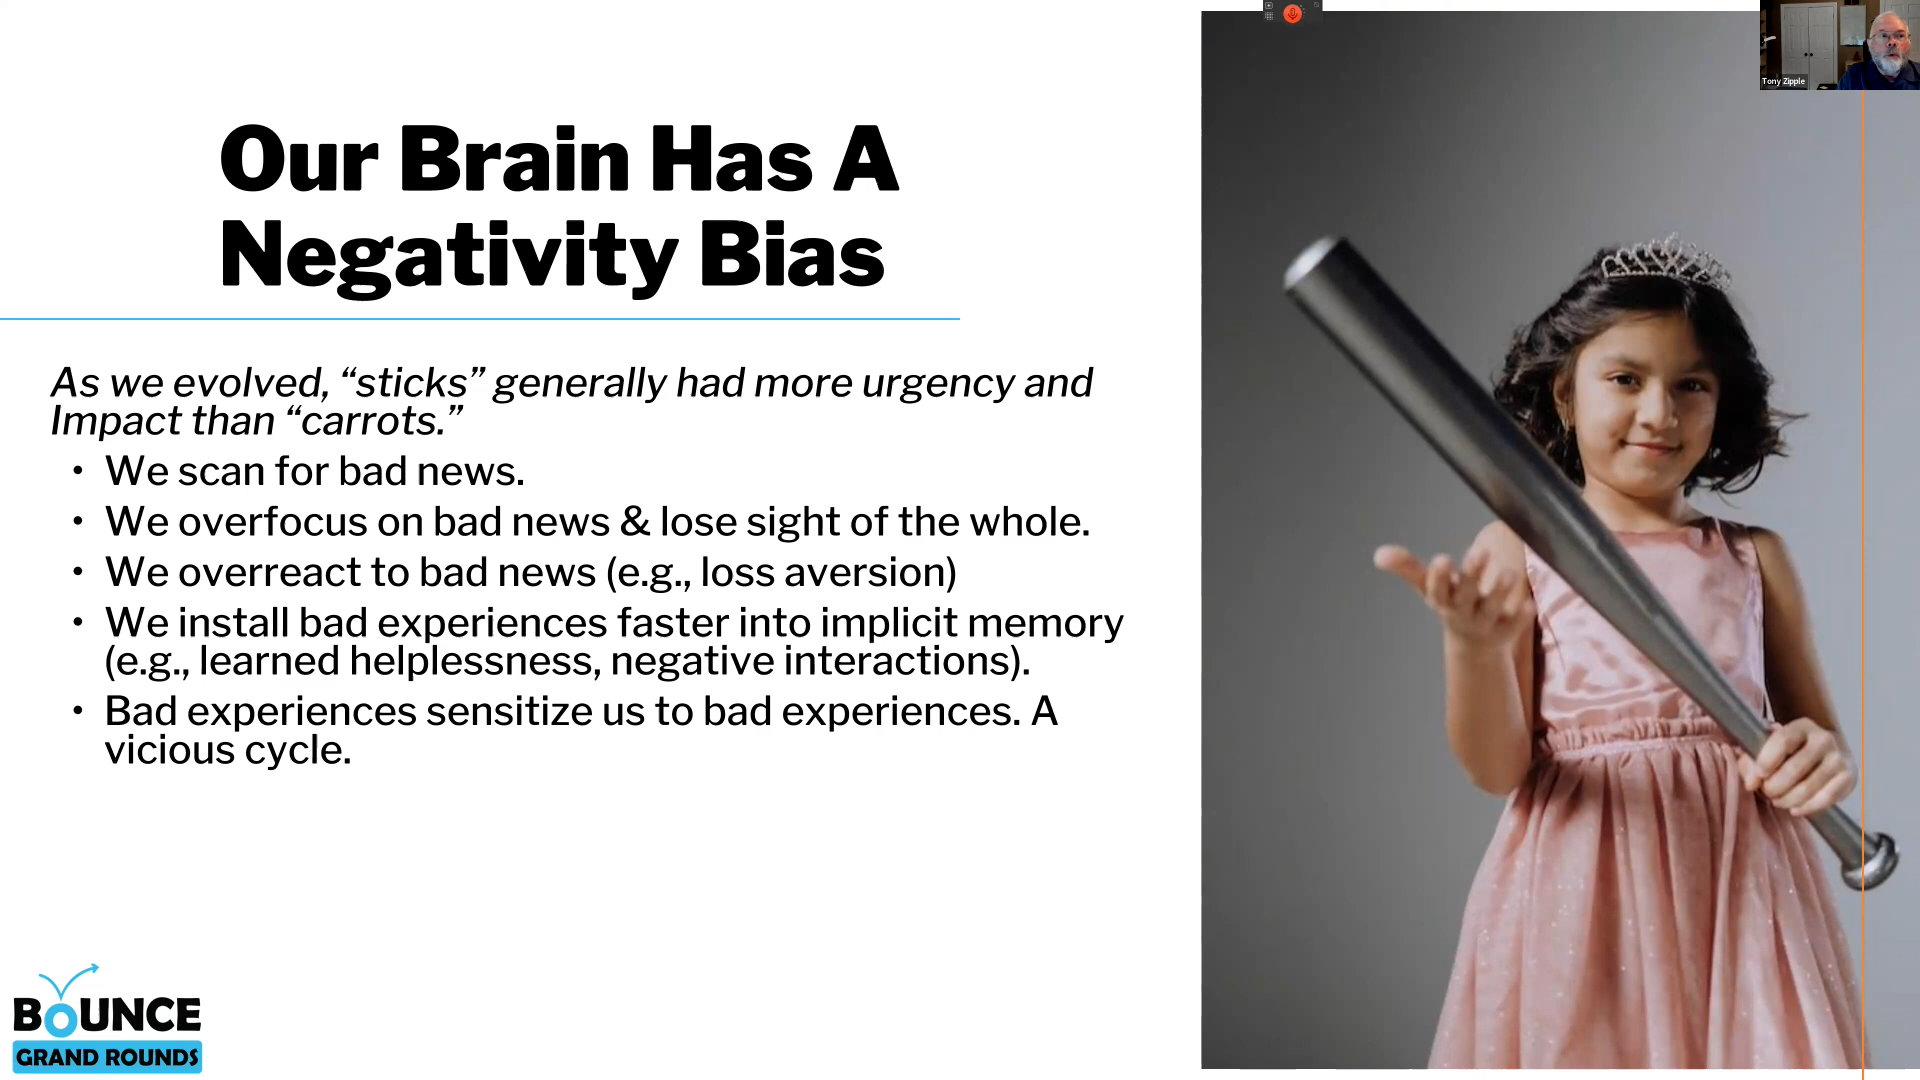 Our Brain Has A
Negativity Bias
As we evolved, “sticks” generally had more urgency and
Impact than “carrots.”
• We scan for bad news.
• We overfocus on bad news & lose sight of the whole.
• We overreact to bad news (e.g., loss aversion)
• We install bad experiences faster into implicit memory
(e.g., learned helplessness, negative interactions).
• Bad experiences sensitize us to bad experiences. A
vicious cycle.
BOUNCE
GRAND ROUNDS
Tony Zipple